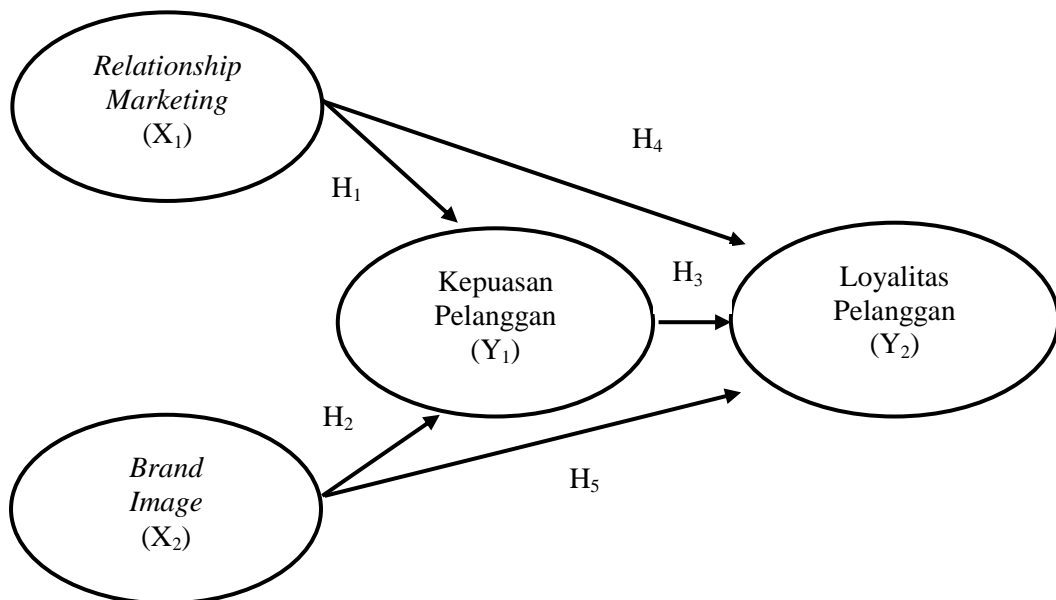 Relationship
Marketing
(X₁)
H₄
H₁
Kepuasan
Pelanggan
(Y₁)
H₃
Loyalitas
Pelanggan
(Y₂)
H₂
Brand
Image
(X₂)
H₅